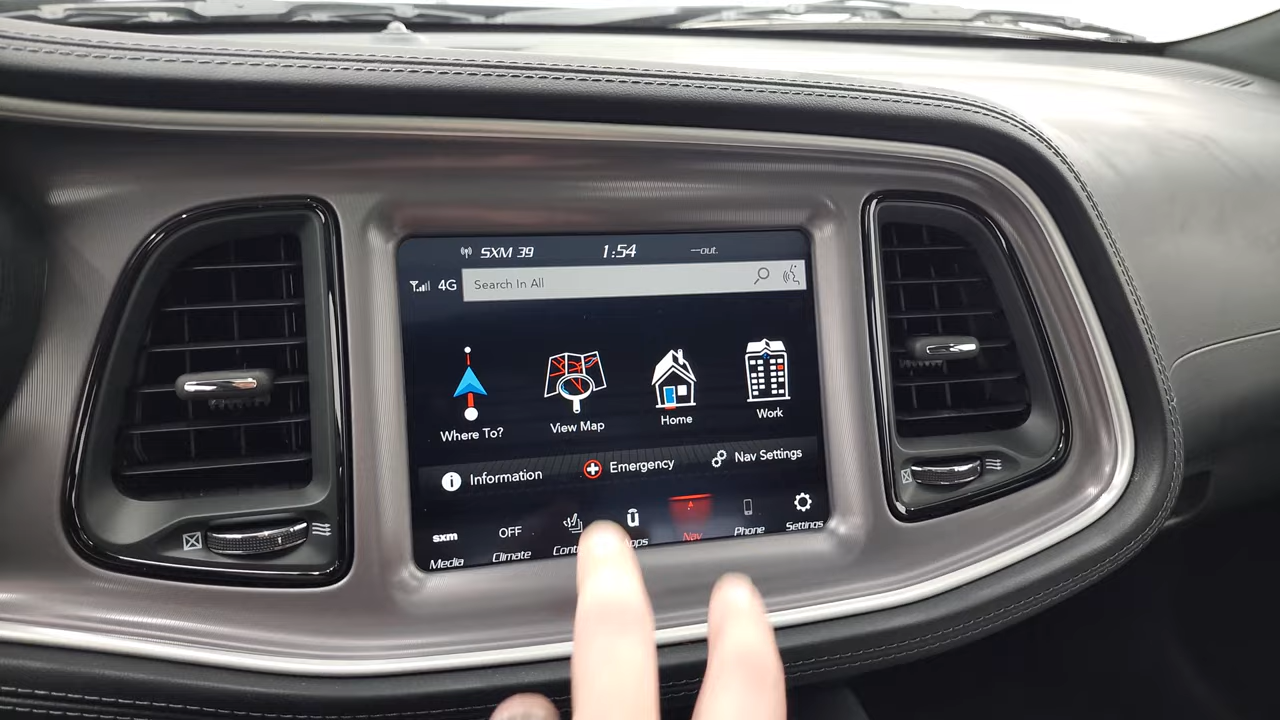 SXM 39 1:54 —out.
4G Search In All
Where To? View Map Home Work
Information Emergency Nav Settings
sxm OFF
Media Climate Nav Phone Settings